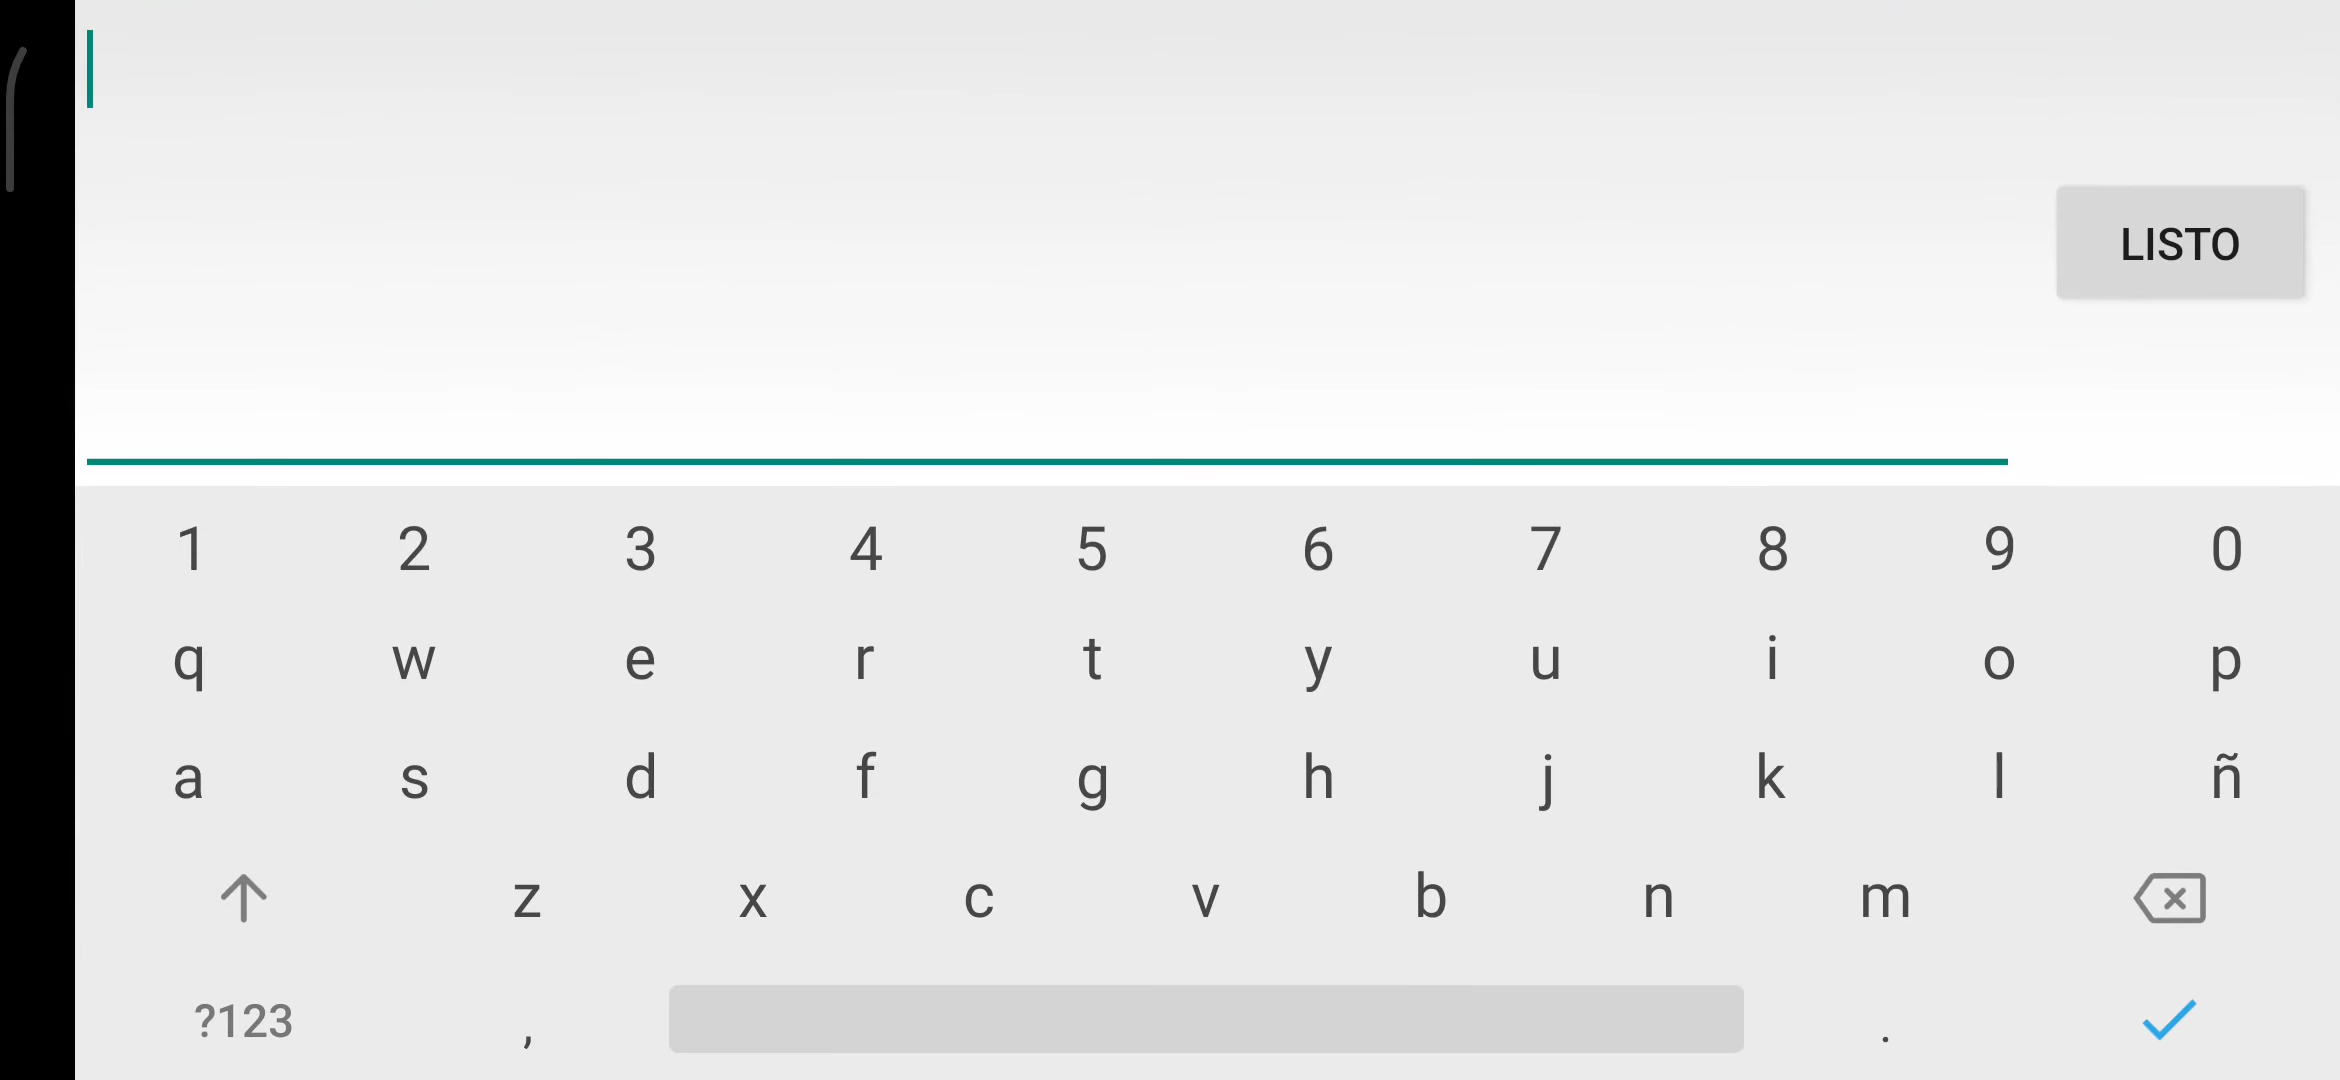 LISTO
1 2 3 4 5 6 7 8 9 0
q w e r t y u i o p
a s d f g h j k l ñ
z x c v b n m
?123 , .